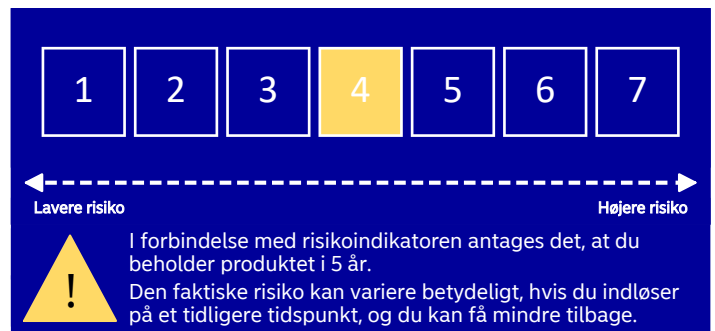 1 2 3 4 5 6 7
Lavere risiko Højere risiko
I forbindelse med risikoindikatoren antages det, at du
beholder produktet i 5 år.
! Den faktiske risiko kan variere betydeligt, hvis du indløser
på et tidligere tidspunkt, og du kan få mindre tilbage.